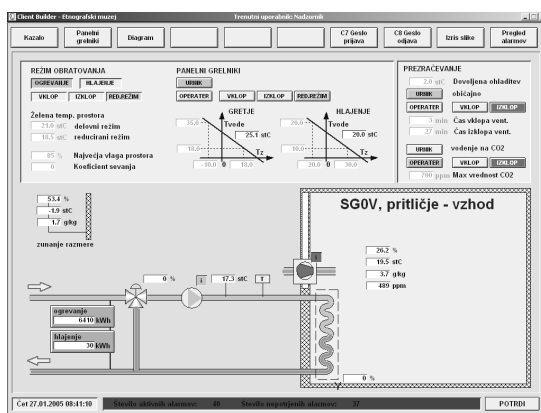 Client Builder - Etnografski muzej
Trenutni uporabnik: Nadzornik
Kazalo
Panelni grelniki
Diagram
C7 Geslo prijava
C8 Geslo odjava
Izris slike
Pregled alarmov
REŽIM OBRATOVANJA
OGREVANJE HLAJENJE
VKLOP IZKLOP RED.REŽIM
Želena temp. prostora
21.0 stC delovni režim
18.5 stC reducirani režim
85 % Največja vlaga prostora
0 Koeficient sevanja
PANELNI GRELNIKI
URNIK
OPERATER VKLOP IZKLOP RED.REŽIM
GRETJE
35.0 Tvode
25.1 stC
18.0 Tz
-10.0 0 18.0
HLAJENJE
Tvode
20.0 stC
Tz
20.0 0 30.0
PREZRAČEVANJE
2.0 stC Dovoljena ohladitev
URNIK običajno
OPERATER VKLOP IZKLOP
3 min Čas vklopa vent.
27 min Čas izklopa vent.
URNIK vodenje na CO2
OPERATER VKLOP IZKLOP
700 ppm Max vrednost CO2
53.4 %
-1.9 stC
1.7 g/kg
zunanje razmere
SG0V, pritličje - vzhod
26.2 %
19.5 stC
3.7 g/kg
489 ppm
0 %
17.3 stC
T
ogrevanje
6410 kWh
hlajenje
30 kWh
0 %
Čet 27.01.2005 08:41:10
Število aktivnih alarmov: 40
Število nepotrjenih alarmov: 37
POTRDI